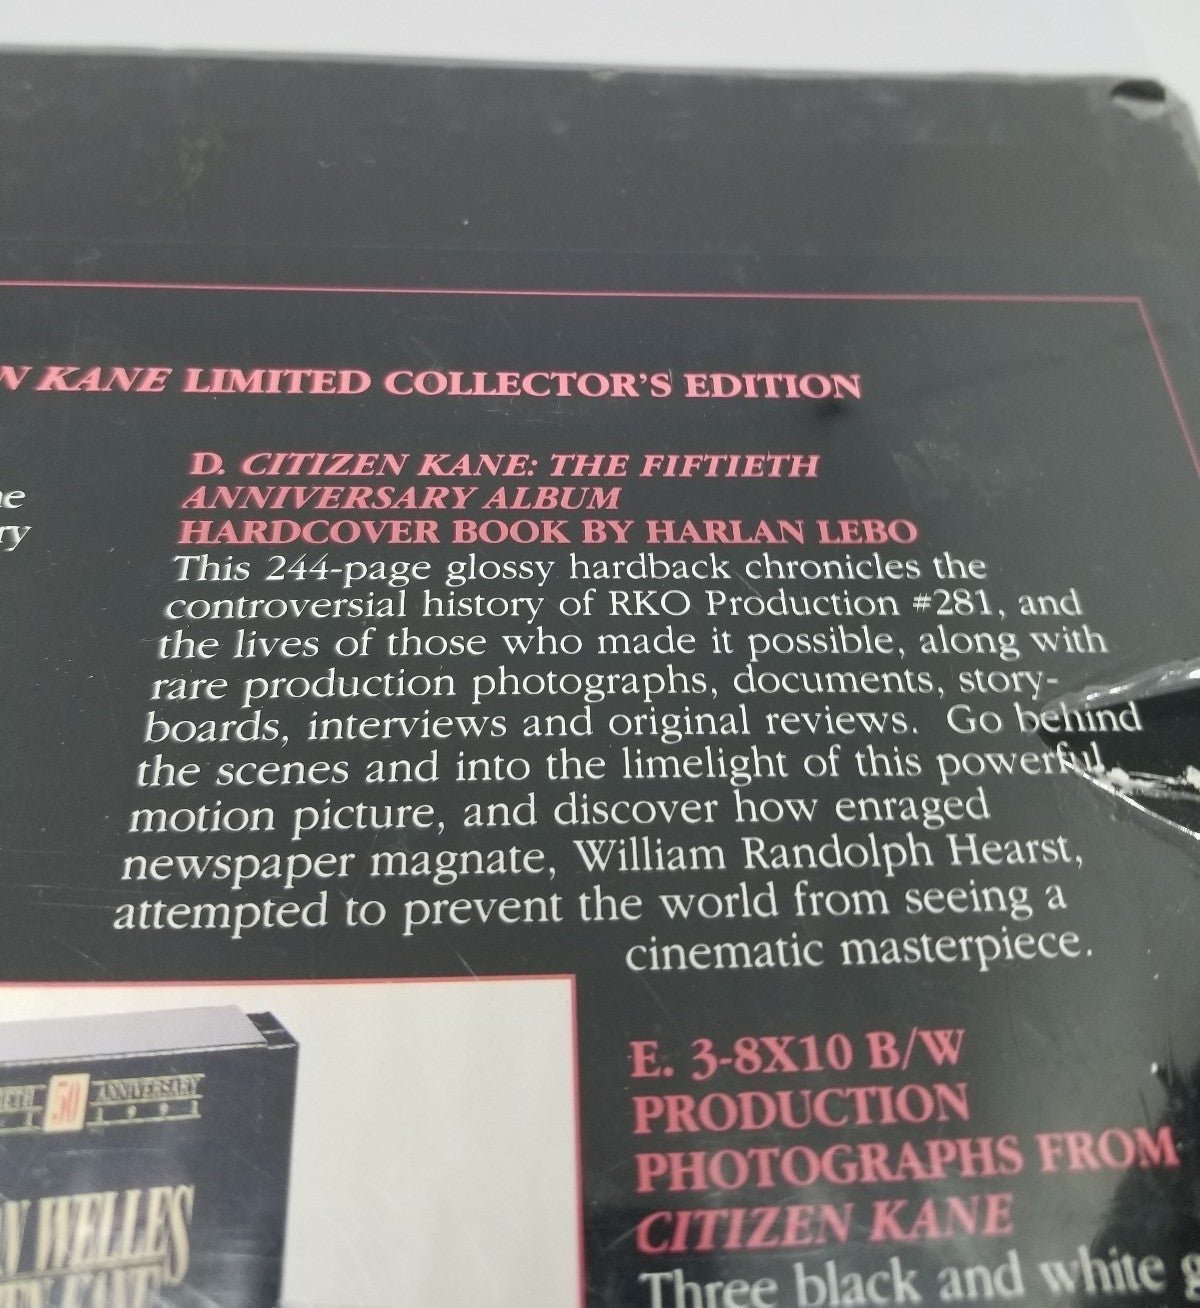 KANE LIMITED COLLECTOR'S EDITION
D. CITIZEN KANE: THE FIFTIETH
ANNIVERSARY ALBUM
HARDCOVER BOOK BY HARLAN LEBO
This 244-page glossy hardback chronicles the
controversial history of RKO Production #281, and
the lives of those who made it possible, along with
rare production photographs, documents, story-
boards, interviews and original reviews. Go behind
the scenes and into the limelight of this powerful
motion picture, and discover how enraged
newspaper magnate, William Randolph Hearst,
attempted to prevent the world from seeing a
cinematic masterpiece.
E. 3-8X10 B/W
PRODUCTION
PHOTOGRAPHS FROM
CITIZEN KANE
Three black and white
50 ANNIVERSARY
1991
WELLES